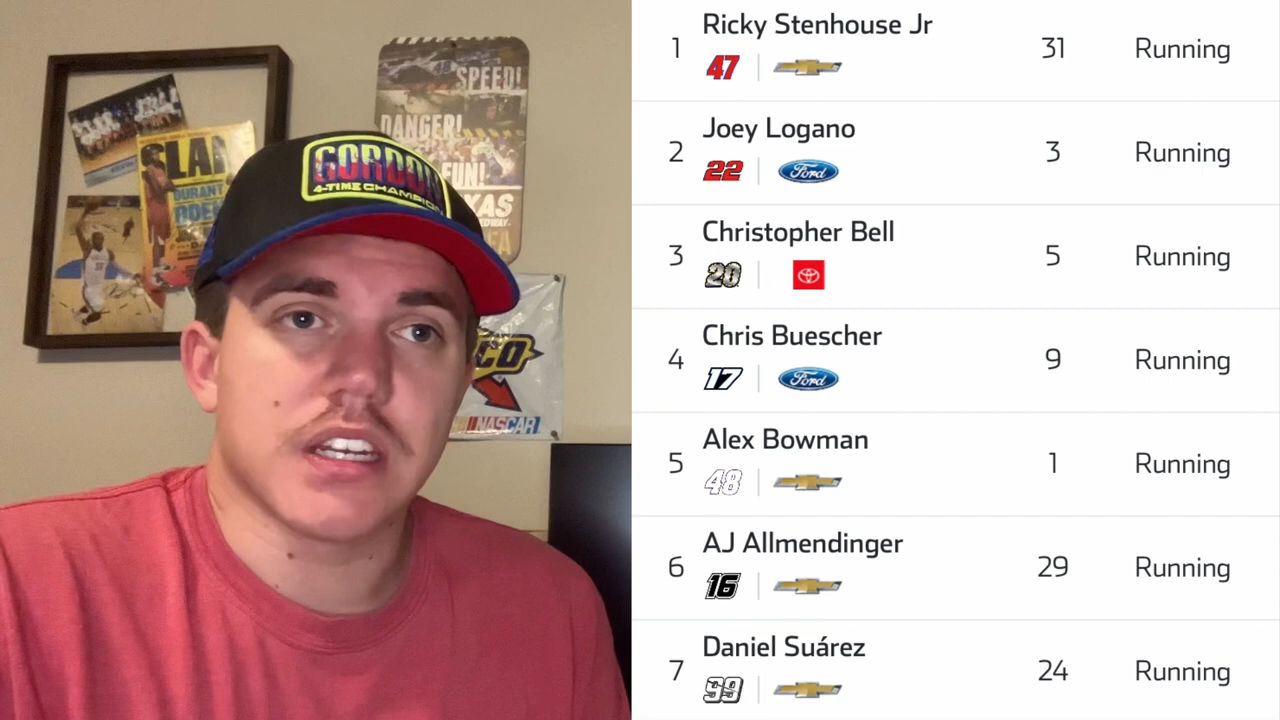 SLAM
DURANT
SPEED!
DANGER!
FUN!
GORDON
4-TIME CHAMPION
NASCAR
1
Ricky Stenhouse Jr
47
31
Running
2
Joey Logano
22
Ford
3
Running
3
Christopher Bell
20
5
Running
4
Chris Buescher
17
Ford
9
Running
5
Alex Bowman
48
1
Running
6
AJ Allmendinger
16
29
Running
7
Daniel Suárez
99
24
Running